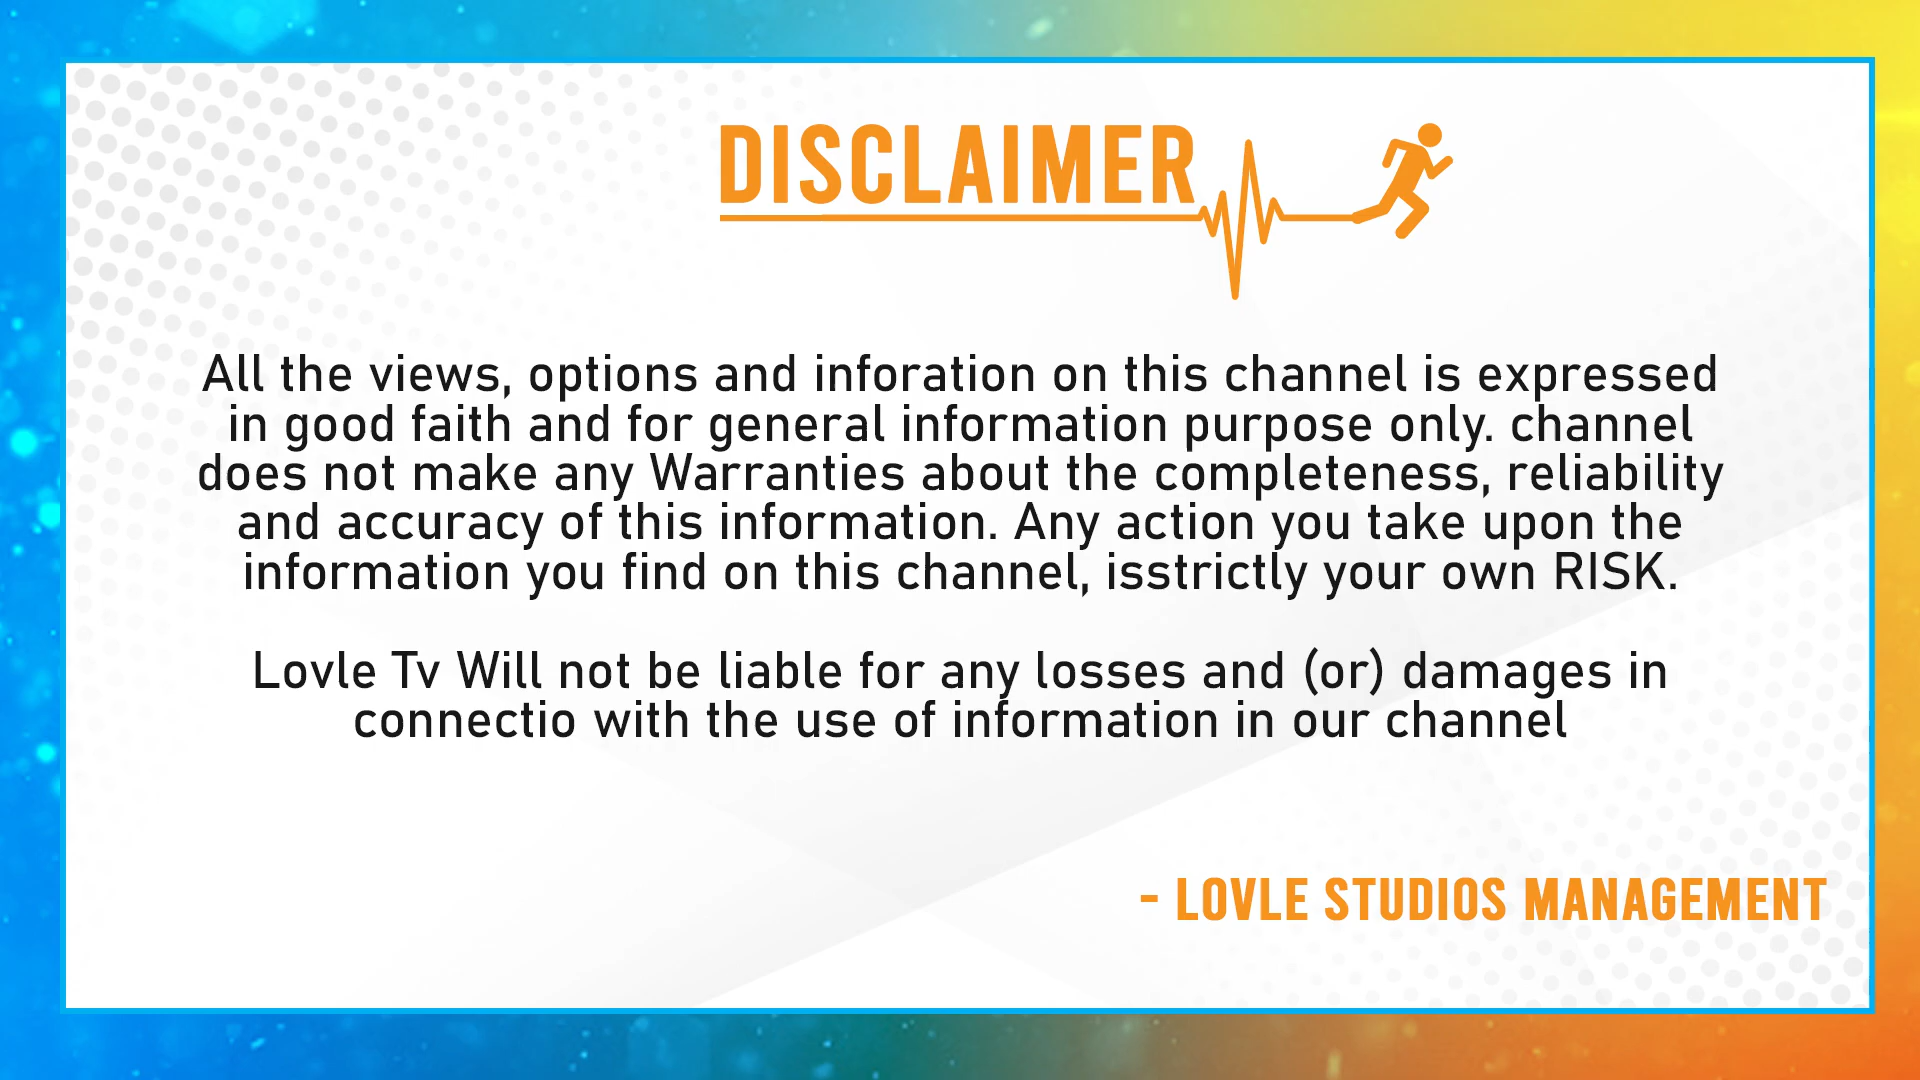 DISCLAIMER
All the views, options and inforation on this channel is expressed
in good faith and for general information purpose only. channel
does not make any Warranties about the completeness, reliability
and accuracy of this information. Any action you take upon the
information you find on this channel, isstrictly your own RISK.
Lovle Tv Will not be liable for any losses and (or) damages in
connectio with the use of information in our channel
- LOVLE STUDIOS MANAGEMENT